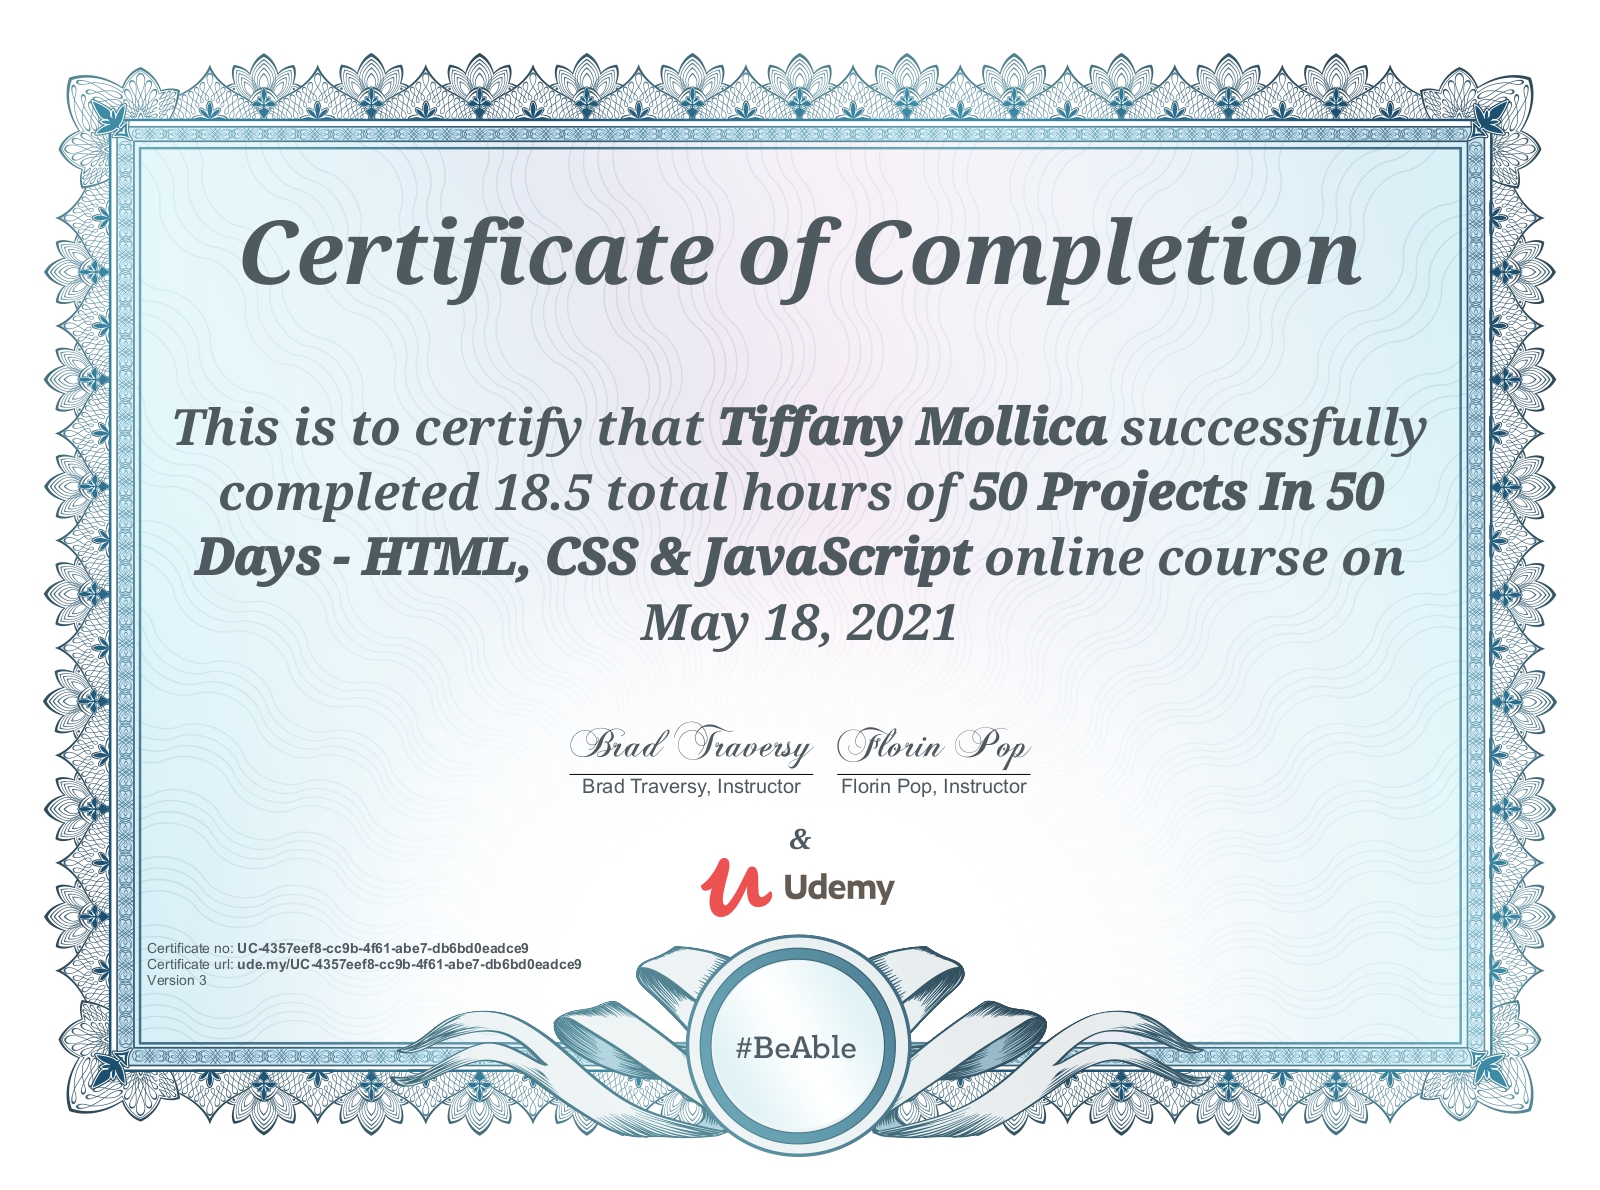 Certificate of Completion
This is to certify that Tiffany Mollica successfully
completed 18.5 total hours of 50 Projects In 50
Days - HTML, CSS & JavaScript online course on
May 18, 2021
Brad Traversy Florin Pop
Brad Traversy, Instructor Florin Pop, Instructor
&
Udemy
Certificate no: UC-4357eef8-cc9b-4f61-abe7-db6bd0eadce9
Certificate url: ude.my/UC-4357eef8-cc9b-4f61-abe7-db6bd0eadce9
Version 3
#BeAble